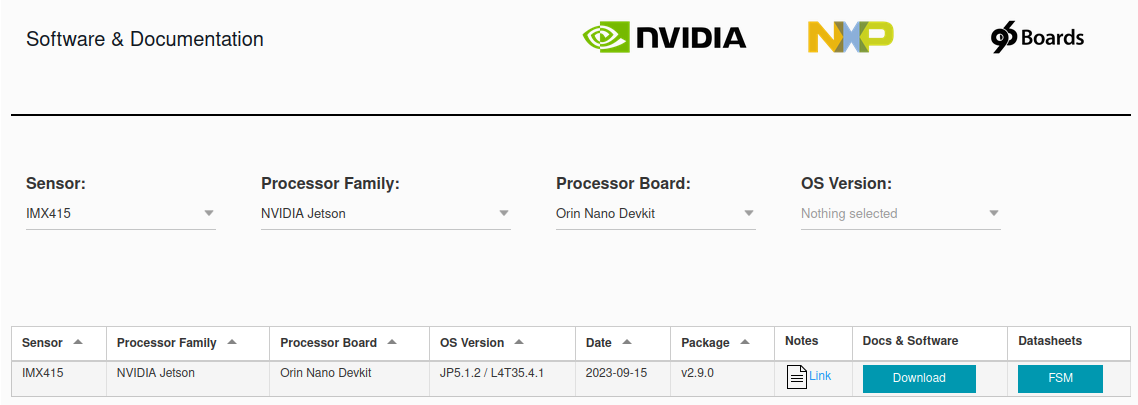 Software & Documentation
NVIDIA
NXP
96 Boards
Sensor: Processor Family: Processor Board: OS Version:
IMX415 NVIDIA Jetson Orin Nano Devkit Nothing selected
Sensor Processor Family Processor Board OS Version Date Package Notes Docs & Software Datasheets
IMX415 NVIDIA Jetson Orin Nano Devkit JP5.1.2 / L4T35.4.1 2023-09-15 v2.9.0 Link Download FSM